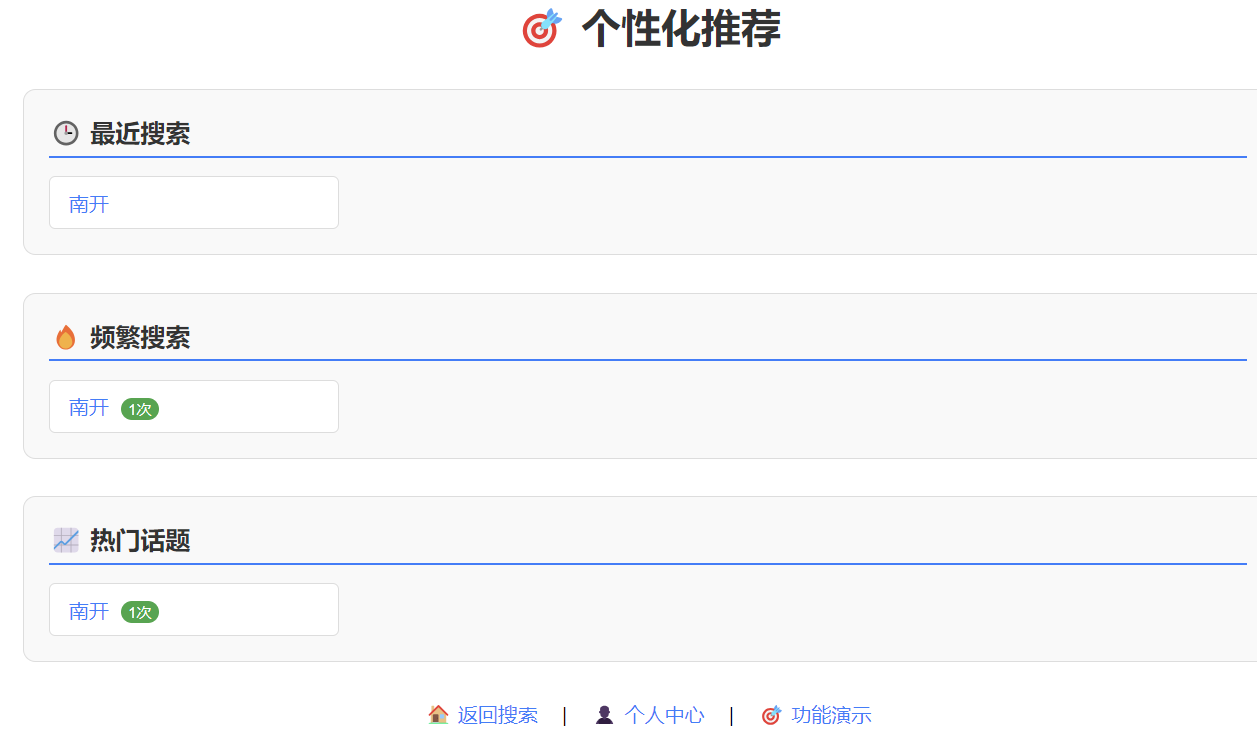 个性化推荐
最近搜索
南开
频繁搜索
南开 1次
热门话题
南开 1次
返回搜索 | 个人中心 | 功能演示